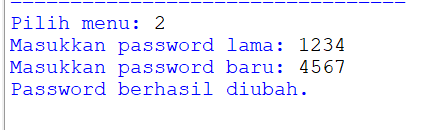 ---------------------------------
Pilih menu: 2
Masukkan password lama: 1234
Masukkan password baru: 4567
Password berhasil diubah.